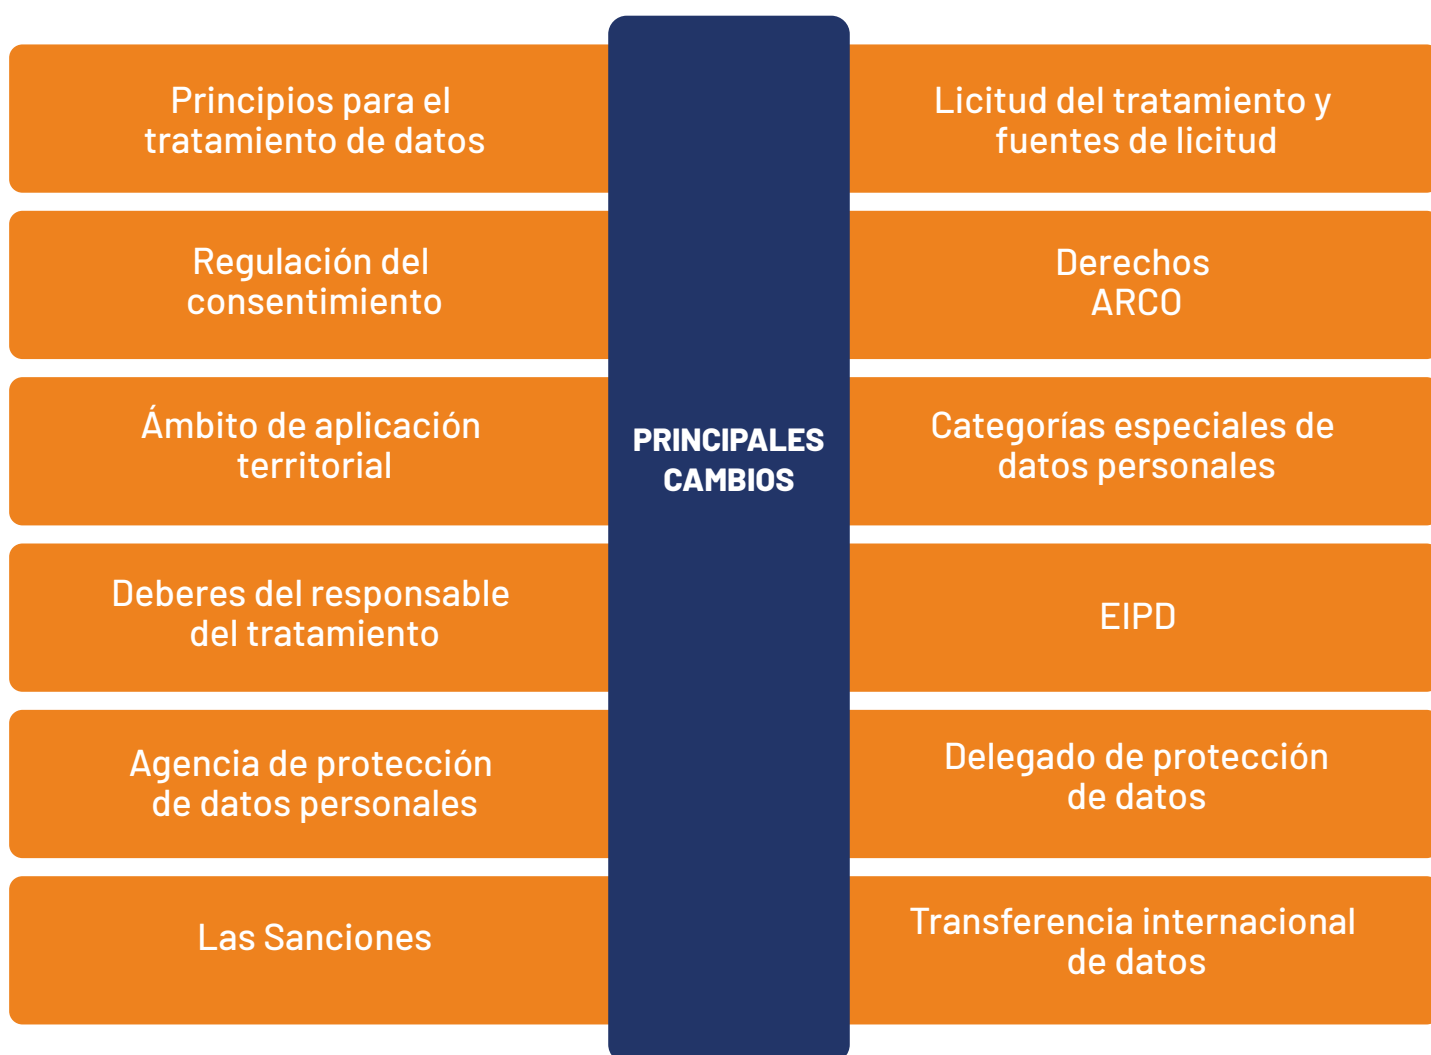 Principios para el
tratamiento de datos
Licitud del tratamiento y
fuentes de licitud
Regulación del
consentimiento
Derechos
ARCO
Ámbito de aplicación
territorial
PRINCIPALES
CAMBIOS
Categorías especiales de
datos personales
Deberes del responsable
del tratamiento
EIPD
Agencia de protección
de datos personales
Delegado de protección
de datos
Las Sanciones
Transferencia internacional
de datos